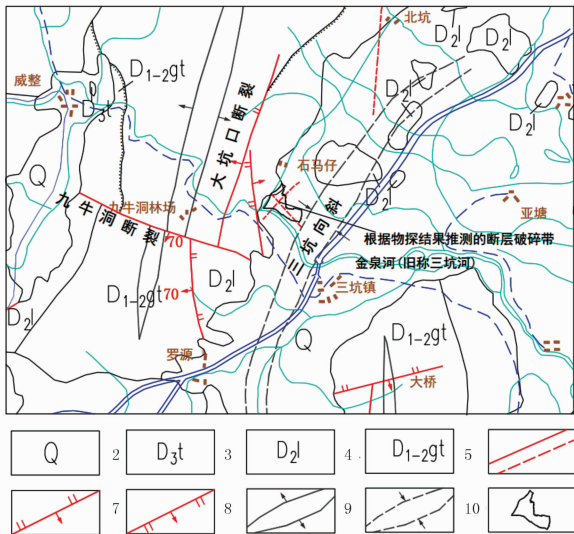 北坑
D₂l
D₂l
D₁₋₂gt
D₂l
威整
D₃t
大坑口断裂
D₂l
石马仔
Q
九牛洞林场
D₂l
亚塘
九牛洞断裂
三坑向斜
根据物探结果推测的断层破碎带
70
金泉河(旧称三坑河)
D₁₋₂gt
70
D₂l
三坑镇
D₂l
Q
D₁₋₂gt
罗源
大桥
Q 2 D₃t 3 D₂l 4 D₁₋₂gt 5
7 8 9 10